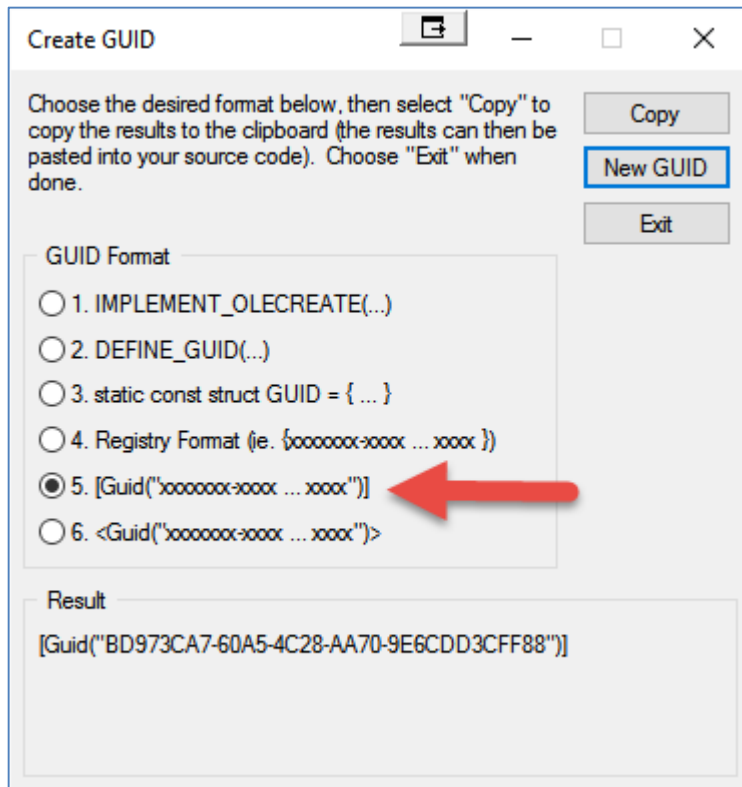 Create GUID
Choose the desired format below, then select "Copy" to
copy the results to the clipboard (the results can then be
pasted into your source code).  Choose "Exit" when
done.
Copy
New GUID
Exit
GUID Format
1. IMPLEMENT_OLECREATE(...)
2. DEFINE_GUID(...)
3. static const struct GUID = { ... }
4. Registry Format (ie. {xxxxxxx-xxxx ... xxxx })
5. [Guid("xxxxxxx-xxxx ... xxxx")]
6. <Guid("xxxxxxx-xxxx ... xxxx")>
Result
[Guid("BD973CA7-60A5-4C28-AA70-9E6CDD3CFF88")]